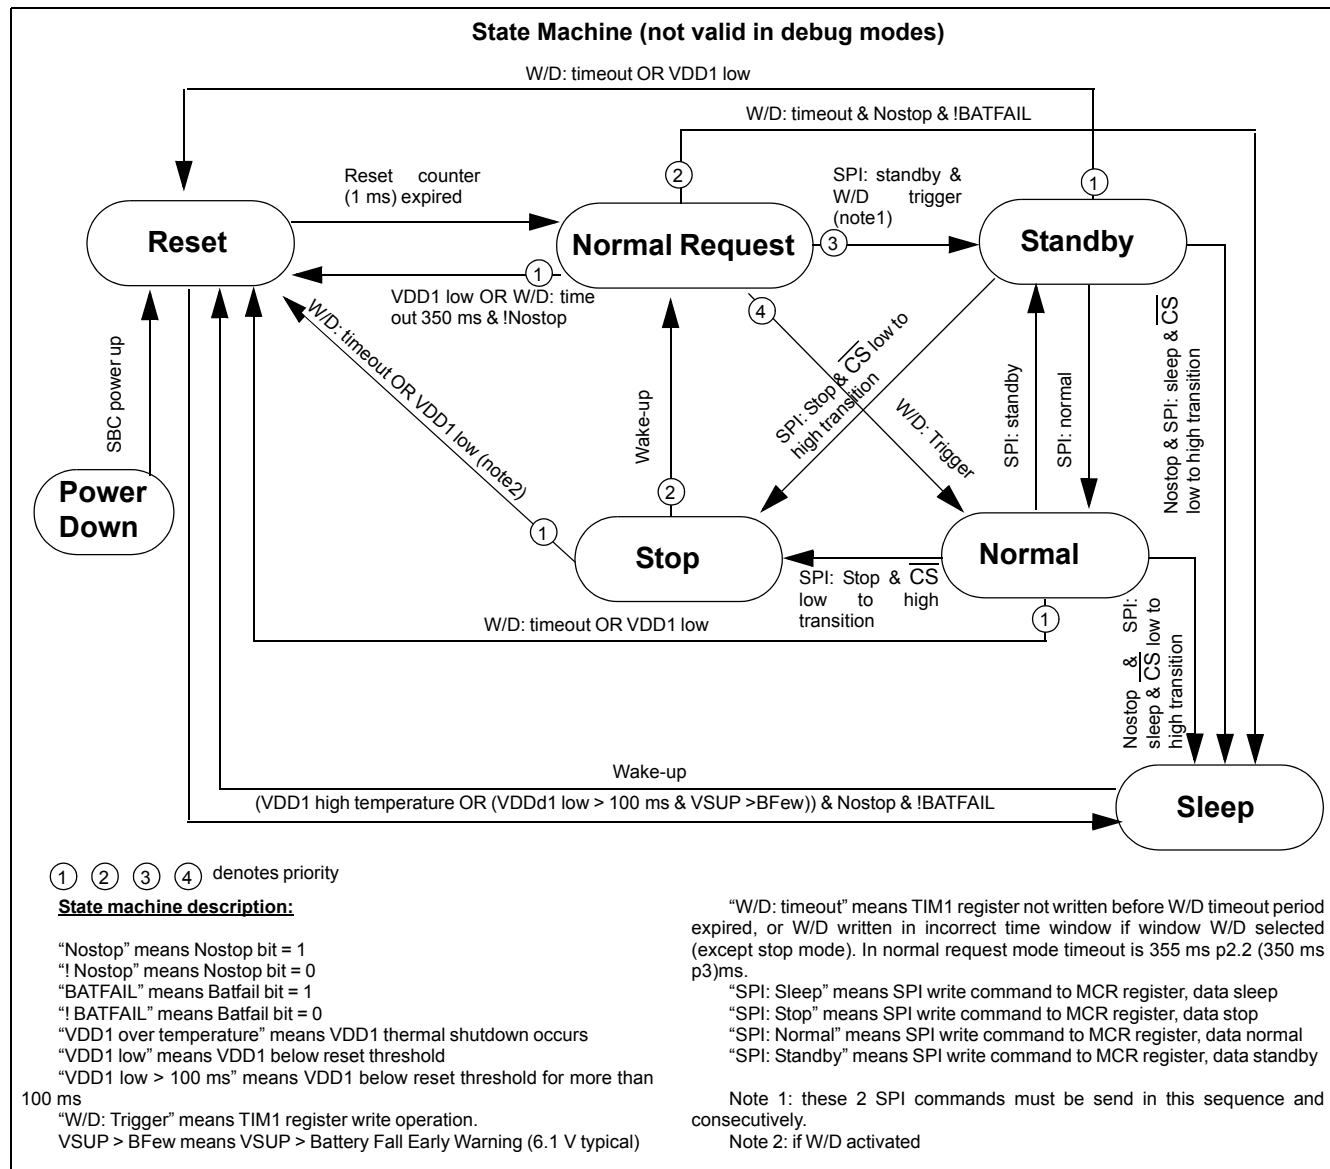 State Machine (not valid in debug modes)
W/D: timeout OR VDD1 low
W/D: timeout & Nostop & !BATFAIL
2
1
Reset counter
(1 ms) expired
SPI: standby &
W/D trigger
(note1)
Reset
Normal Request
3
Standby
1
VDD1 low OR W/D: time
out 350 ms & !Nostop
4
W/D: timeout OR VDD1 low (note2)
SPI: Stop & CS low to
high transition
W/D: Trigger
SBC power up
Wake-up
SPI: standby
SPI: normal
Nostop & SPI: sleep & CS
low to high transition
2
Power
Down
1
Stop
Normal
SPI: Stop & CS
low to high
transition
1
W/D: timeout OR VDD1 low
Nostop & SPI:
sleep & CS low to
high transition
Wake-up
(VDD1 high temperature OR (VDDd1 low > 100 ms & VSUP >BFew)) & Nostop & !BATFAIL
Sleep
1 2 3 4 denotes priority
State machine description:
“Nostop” means Nostop bit = 1
“! Nostop” means Nostop bit = 0
“BATFAIL” means Batfail bit = 1
“! BATFAIL” means Batfail bit = 0
“VDD1 over temperature” means VDD1 thermal shutdown occurs
“VDD1 low” means VDD1 below reset threshold
“VDD1 low > 100 ms” means VDD1 below reset threshold for more than
100 ms
“W/D: Trigger” means TIM1 register write operation.
VSUP > BFew means VSUP > Battery Fall Early Warning (6.1 V typical)
“W/D: timeout” means TIM1 register not written before W/D timeout period
expired, or W/D written in incorrect time window if window W/D selected
(except stop mode). In normal request mode timeout is 355 ms p2.2 (350 ms
p3)ms.
“SPI: Sleep” means SPI write command to MCR register, data sleep
“SPI: Stop” means SPI write command to MCR register, data stop
“SPI: Normal” means SPI write command to MCR register, data normal
“SPI: Standby” means SPI write command to MCR register, data standby
Note 1: these 2 SPI commands must be send in this sequence and
consecutively.
Note 2: if W/D activated